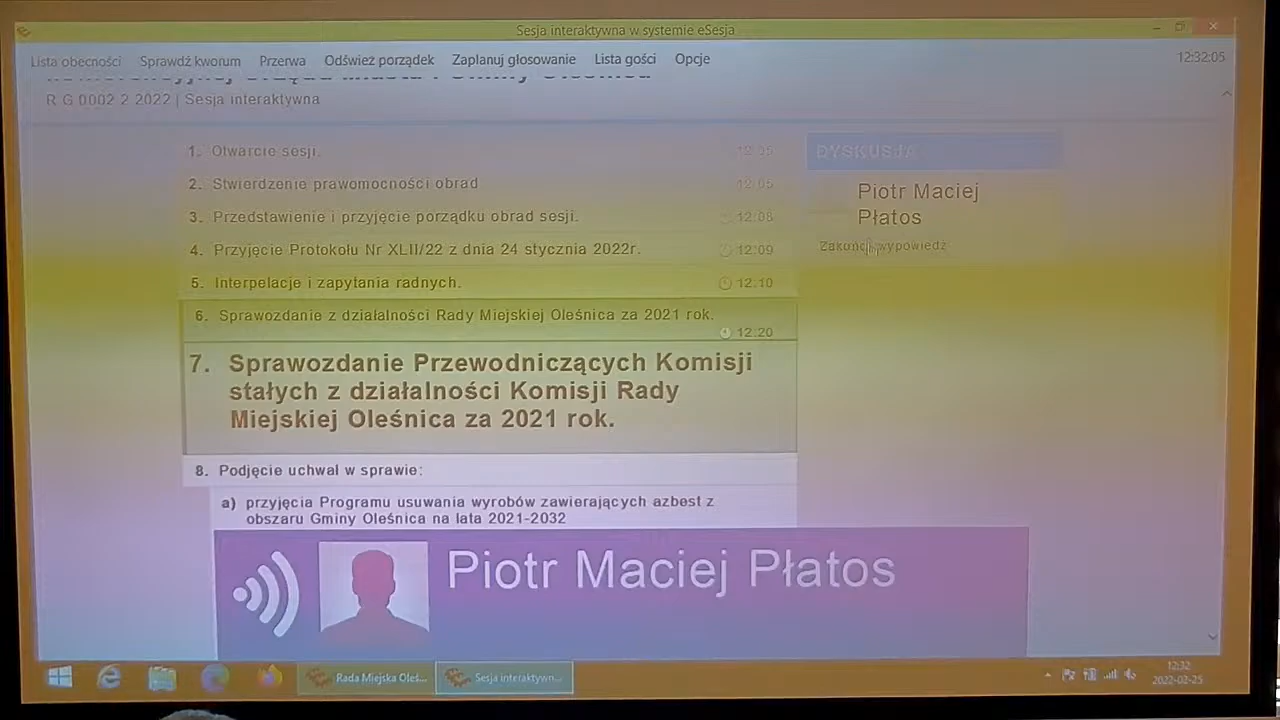 Sesja interaktywna w systemie eSesja
Lista obecności Sprawdź kworum Przerwa Odśwież porządek Zaplanuj głosowanie Lista gości Opcje 12:32:05
R G 0002 2 2022 | Sesja interaktywna
1. Otwarcie sesji. 12:05
2. Stwierdzenie prawomocności obrad 12:05
3. Przedstawienie i przyjęcie porządku obrad sesji. 12:08
4. Przyjęcie Protokołu Nr XLII/22 z dnia 24 stycznia 2022r. 12:09
5. Interpelacje i zapytania radnych. 12:10
6. Sprawozdanie z działalności Rady Miejskiej Oleśnica za 2021 rok.
12:20
7. Sprawozdanie Przewodniczących Komisji
stałych z działalności Komisji Rady
Miejskiej Oleśnica za 2021 rok.
8. Podjęcie uchwał w sprawie:
a) przyjęcia Programu usuwania wyrobów zawierających azbest z
obszaru Gminy Oleśnica na lata 2021-2032
DYSKUSJA
Piotr Maciej
Płatos
Zakończ wypowiedź
Piotr Maciej Płatos
Rada Miejska Oleś...
Sesja interaktywn...
12:32
2022-02-25